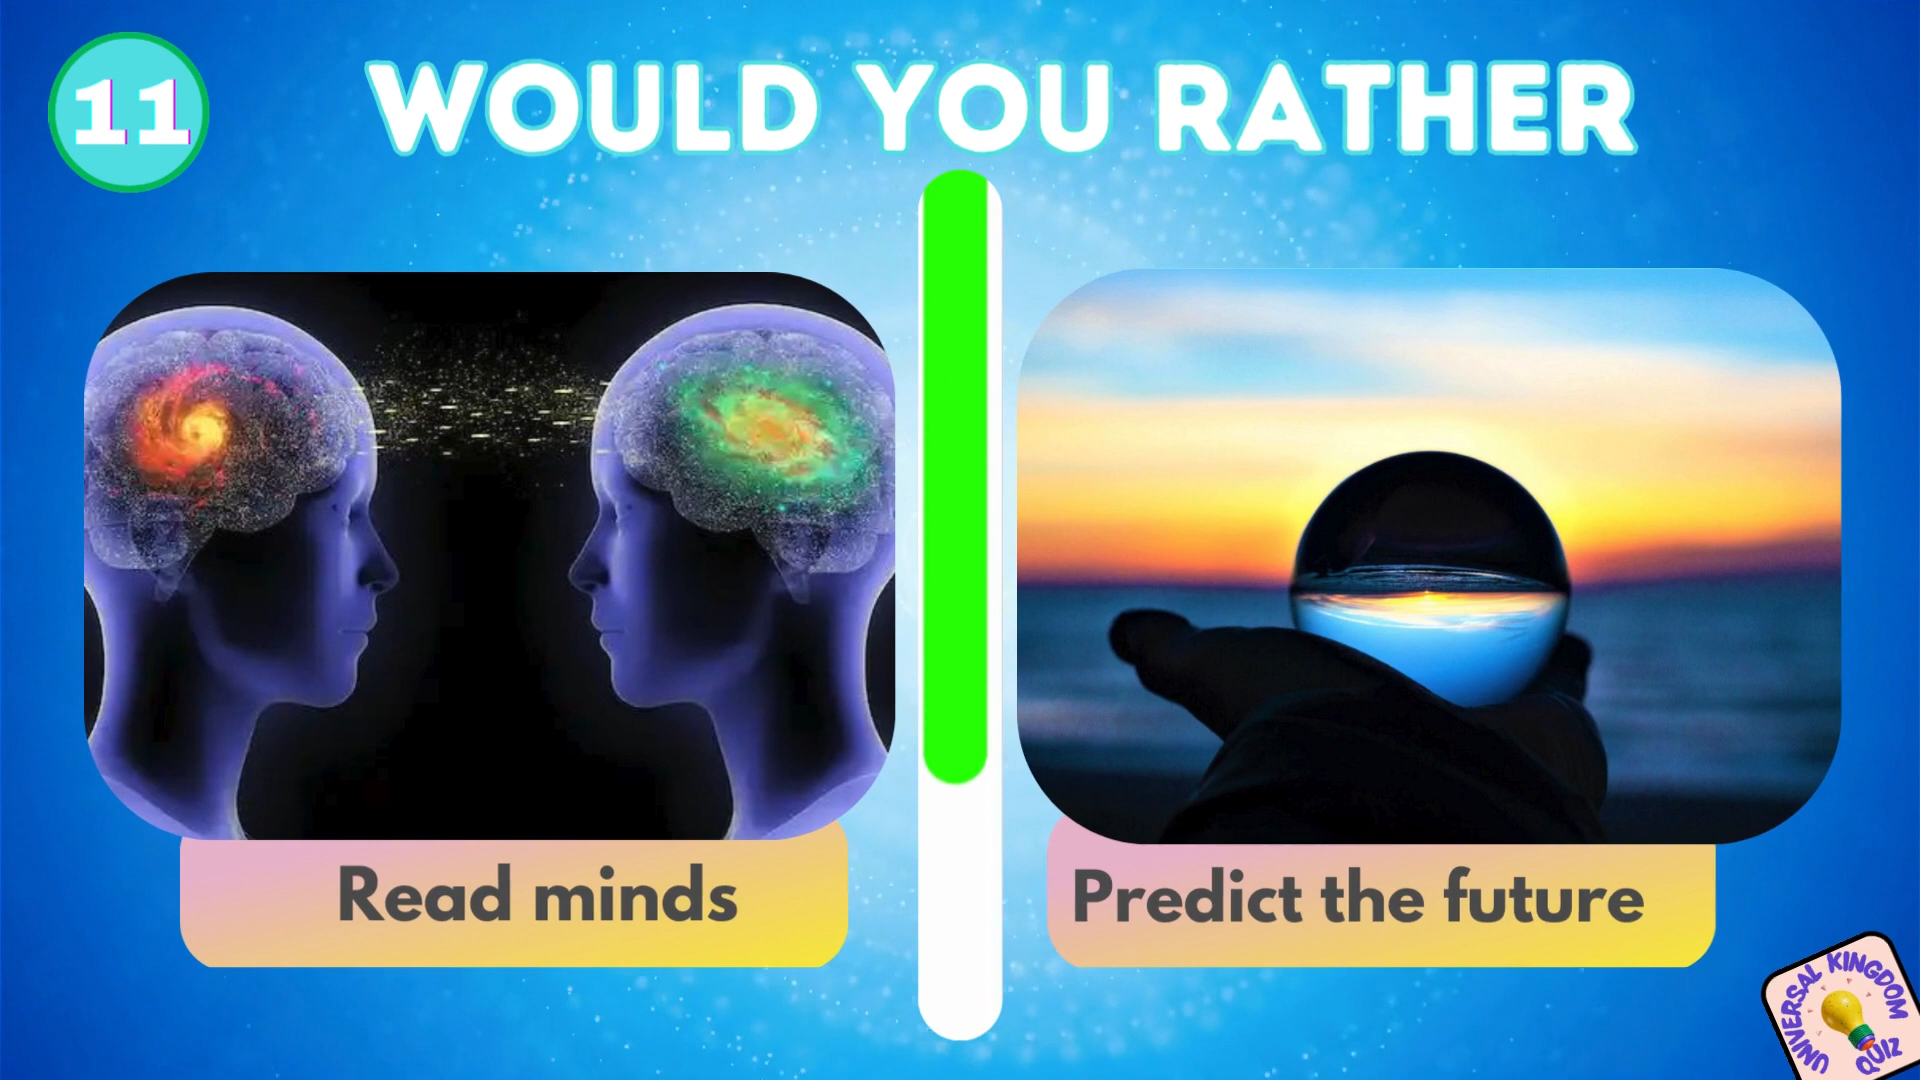 11
WOULD YOU RATHER
Read minds
Predict the future
UNIVERSAL KINGDOM
QUIZ